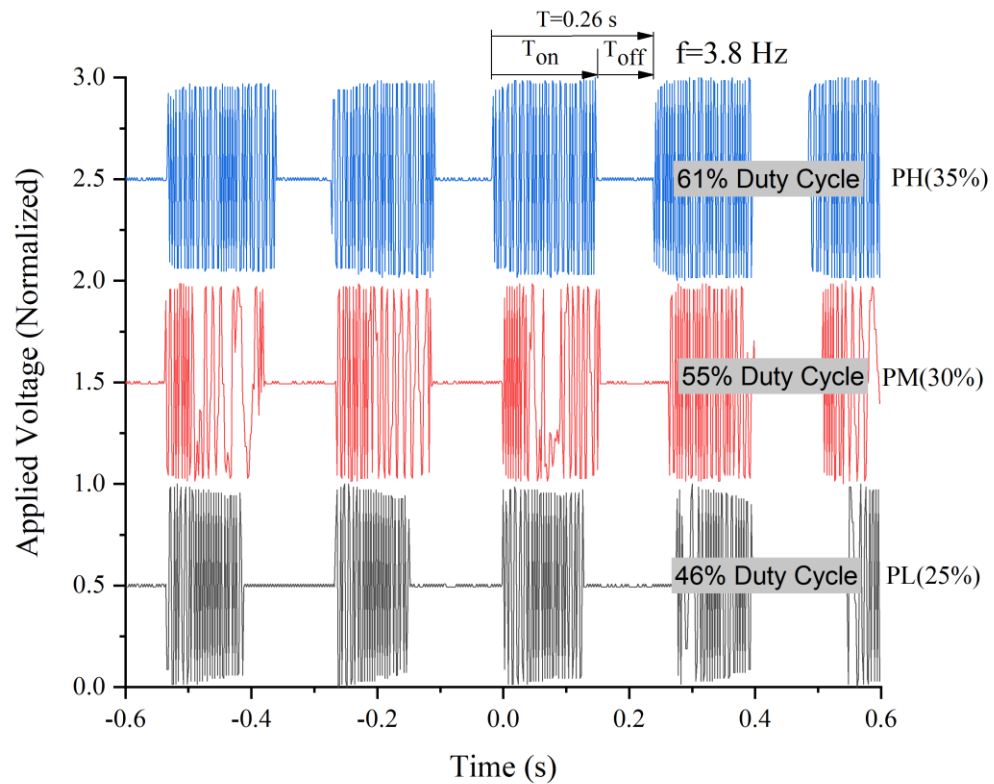 T=0.26 s
T_on T_off f=3.8 Hz
3.0
2.5
2.0
1.5
1.0
0.5
0.0
Applied Voltage (Normalized)
61% Duty Cycle PH(35%)
55% Duty Cycle PM(30%)
46% Duty Cycle PL(25%)
-0.6 -0.4 -0.2 0.0 0.2 0.4 0.6
Time (s)